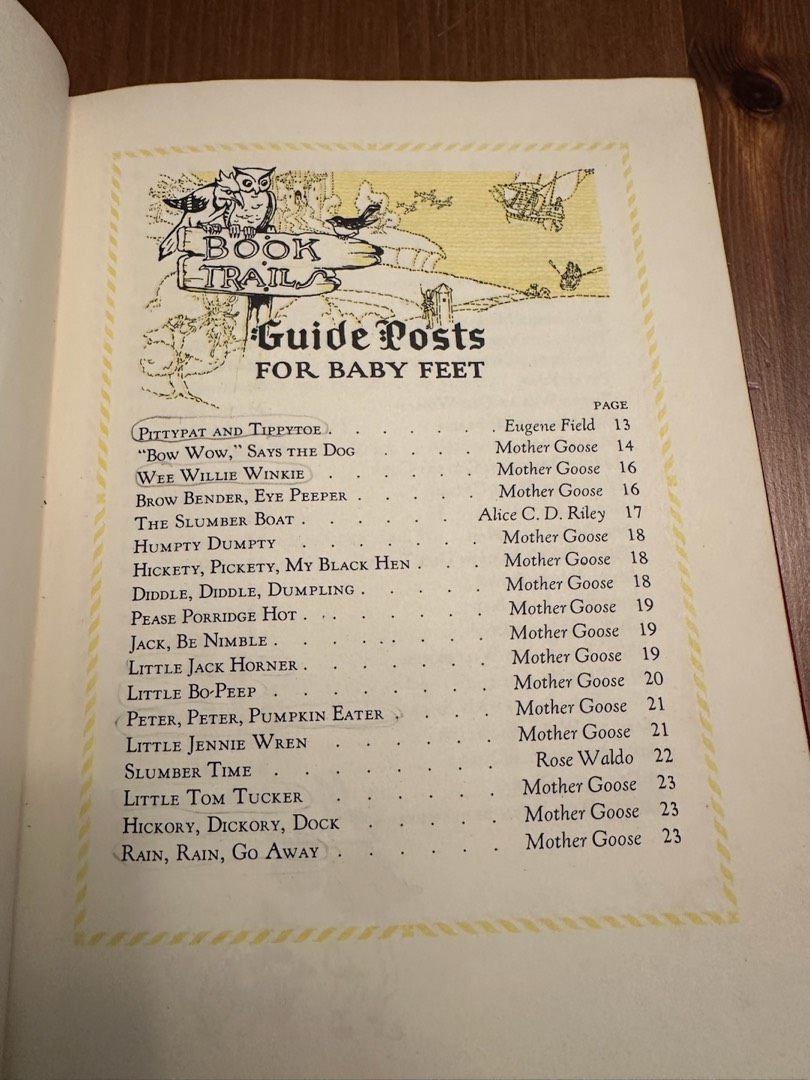 BOOK
TRAILS
Guide Posts
FOR BABY FEET
PAGE
PITTYPAT AND TIPPYTOE . . . . . . . Eugene Field 13
"BOW WOW," SAYS THE DOG . . . . Mother Goose 14
WEE WILLIE WINKIE . . . . . . Mother Goose 16
BROW BENDER, EYE PEEPER . . . . . Mother Goose 16
THE SLUMBER BOAT . . . . . . Alice C. D. Riley 17
HUMPTY DUMPTY . . . . . . . Mother Goose 18
HICKETY, PICKETY, MY BLACK HEN . . . Mother Goose 18
DIDDLE, DIDDLE, DUMPLING . . . . . Mother Goose 18
PEASE PORRIDGE HOT . . . . . . . Mother Goose 19
JACK, BE NIMBLE . . . . . . . . Mother Goose 19
LITTLE JACK HORNER . . . . . . . Mother Goose 19
LITTLE BO-PEEP . . . . . . . . Mother Goose 20
PETER, PETER, PUMPKIN EATER . . . . Mother Goose 21
LITTLE JENNIE WREN . . . . . . Mother Goose 21
SLUMBER TIME . . . . . . . . Rose Waldo 22
LITTLE TOM TUCKER . . . . . . Mother Goose 23
HICKORY, DICKORY, DOCK . . . . . Mother Goose 23
RAIN, RAIN, GO AWAY . . . . . . Mother Goose 23